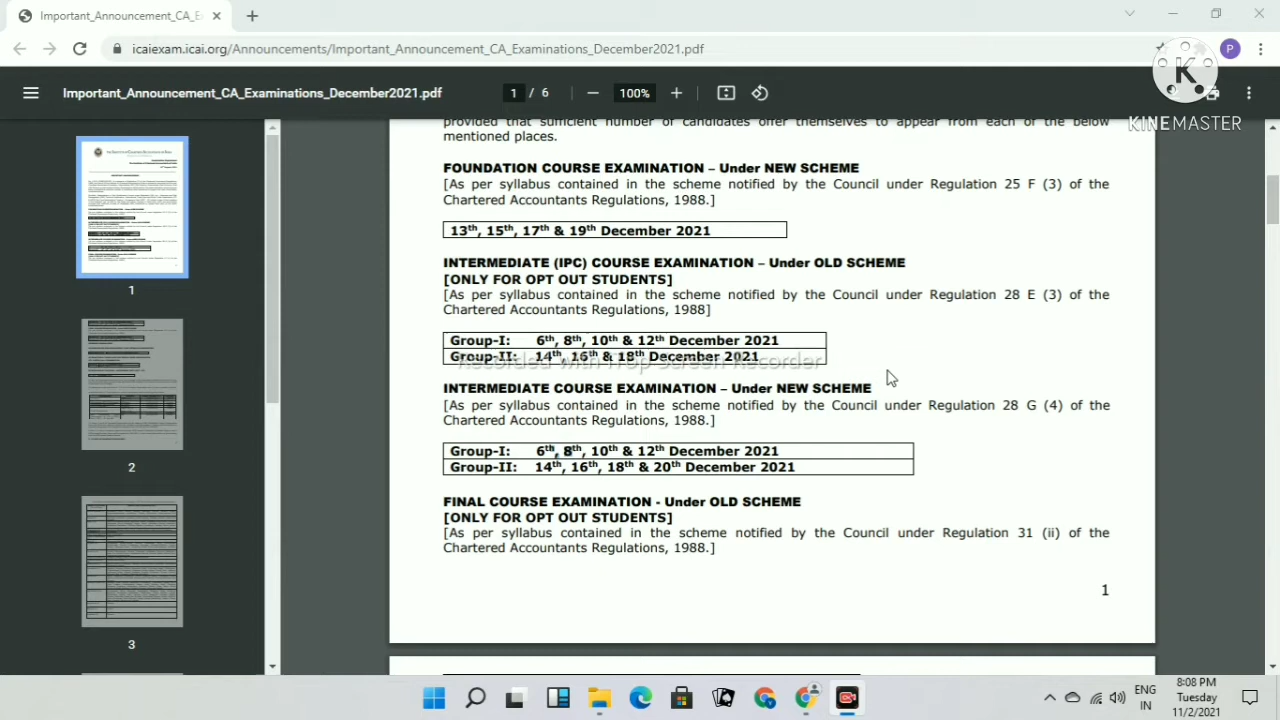 Important_Announcement_CA_E
icaiexam.icai.org/Announcements/Important_Announcement_CA_Examinations_December2021.pdf
P
K
KINEMASTER
Important_Announcement_CA_Examinations_December2021.pdf
1 / 6
100%
provided that sufficient number of candidates offer themselves to appear from each of the below
mentioned places.
FOUNDATION COURSE EXAMINATION – Under NEW SCHEME
[As per syllabus contained in the scheme notified by the Council under Regulation 25 F (3) of the
Chartered Accountants Regulations, 1988.]
13th, 15th, 17th & 19th December 2021
INTERMEDIATE (IPC) COURSE EXAMINATION – Under OLD SCHEME
[ONLY FOR OPT OUT STUDENTS]
[As per syllabus contained in the scheme notified by the Council under Regulation 28 E (3) of the
Chartered Accountants Regulations, 1988]
Group-I: 6th, 8th, 10th & 12th December 2021
Group-II: 14th, 16th & 18th December 2021
Recorded with iTop Screen Recorder
INTERMEDIATE COURSE EXAMINATION – Under NEW SCHEME
[As per syllabus contained in the scheme notified by the Council under Regulation 28 G (4) of the
Chartered Accountants Regulations, 1988.]
Group-I: 6th, 8th, 10th & 12th December 2021
Group-II: 14th, 16th, 18th & 20th December 2021
FINAL COURSE EXAMINATION - Under OLD SCHEME
[ONLY FOR OPT OUT STUDENTS]
[As per syllabus contained in the scheme notified by the Council under Regulation 31 (ii) of the
Chartered Accountants Regulations, 1988.]
1
1
2
3
ENG
IN
8:08 PM
Tuesday
11/2/2021